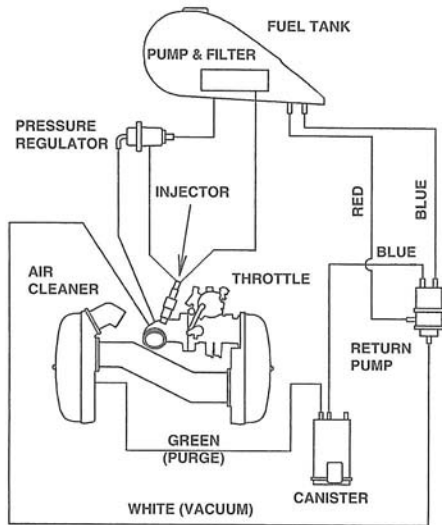 FUEL TANK
PUMP & FILTER
PRESSURE
REGULATOR
INJECTOR
RED
BLUE
BLUE
AIR
CLEANER
THROTTLE
RETURN
PUMP
GREEN
(PURGE)
CANISTER
WHITE (VACUUM)